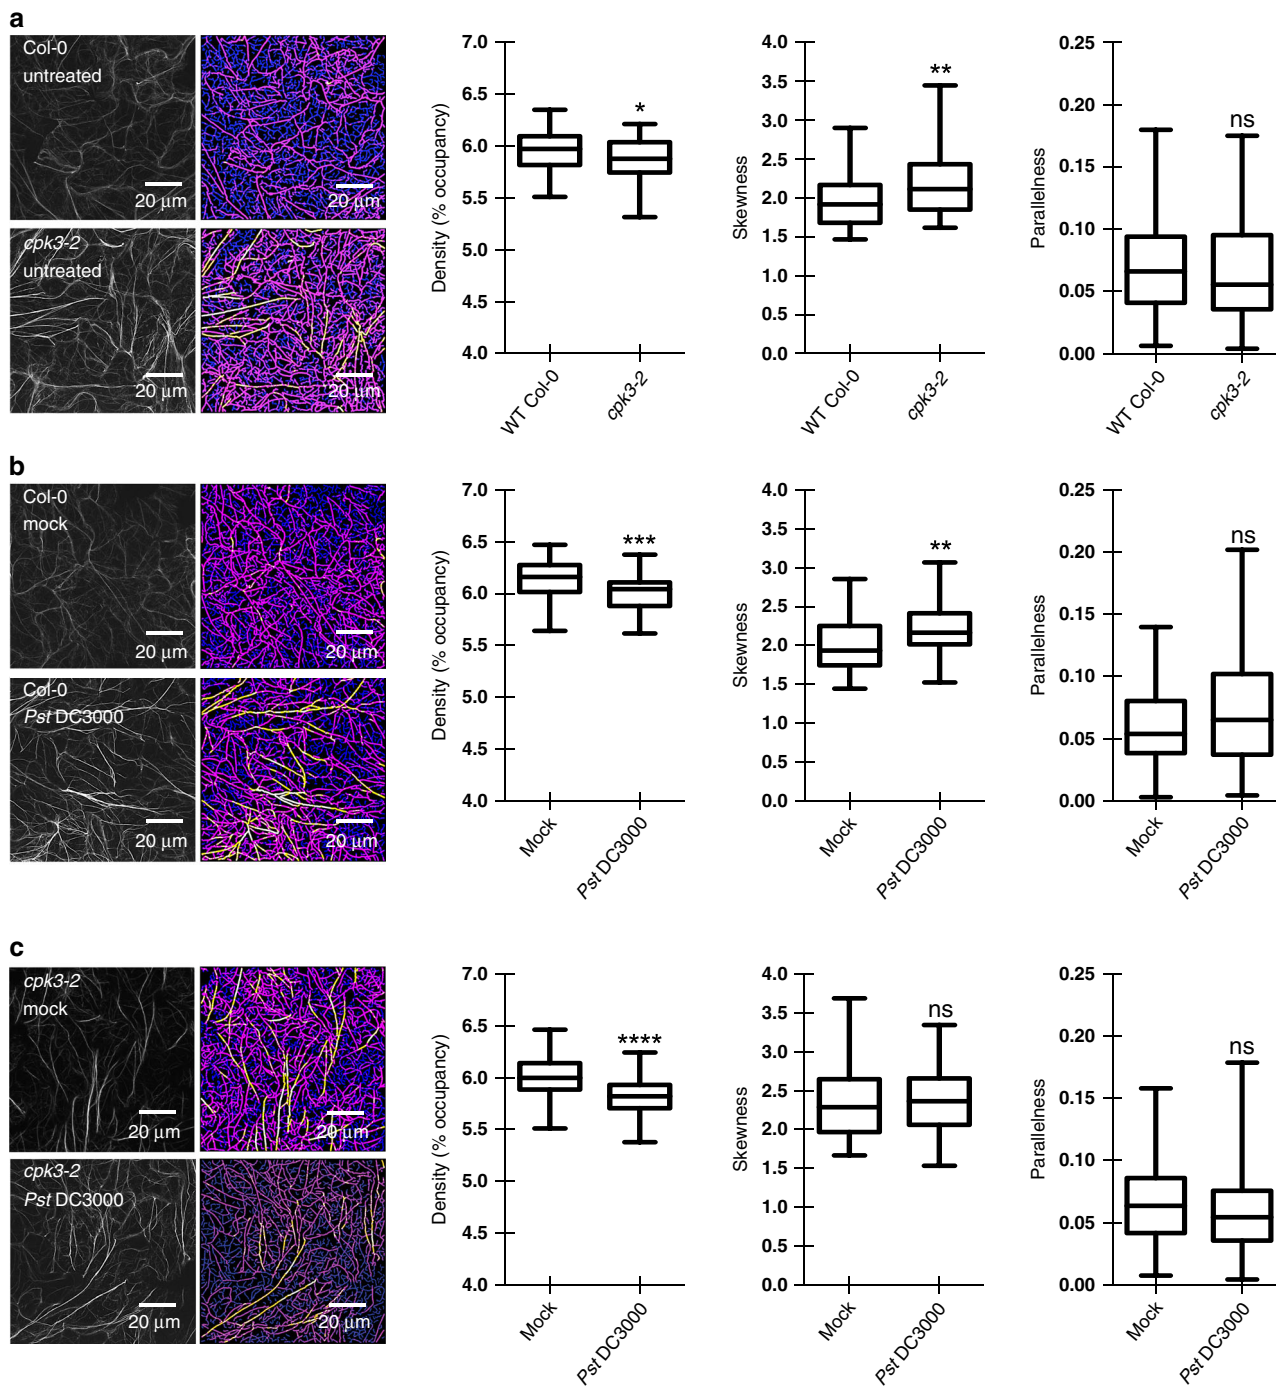 a
Col-0
untreated
20 μm
20 μm
cpk3-2
untreated
20 μm
20 μm
Density (% occupancy)
7.0
6.5
6.0
5.5
5.0
4.5
4.0
*
WT Col-0
cpk3-2
Skewness
4.0
3.5
3.0
2.5
2.0
1.5
1.0
0.5
0.0
**
WT Col-0
cpk3-2
Parallelness
0.25
0.20
0.15
0.10
0.05
0.00
ns
WT Col-0
cpk3-2
b
Col-0
mock
20 μm
20 μm
Col-0
Pst DC3000
20 μm
20 μm
Density (% occupancy)
7.0
6.5
6.0
5.5
5.0
4.5
4.0
***
Mock
Pst DC3000
Skewness
4.0
3.5
3.0
2.5
2.0
1.5
1.0
0.5
0.0
**
Mock
Pst DC3000
Parallelness
0.25
0.20
0.15
0.10
0.05
0.00
ns
Mock
Pst DC3000
c
cpk3-2
mock
20 μm
20 μm
cpk3-2
Pst DC3000
20 μm
20 μm
Density (% occupancy)
7.0
6.5
6.0
5.5
5.0
4.5
4.0
****
Mock
Pst DC3000
Skewness
4.0
3.5
3.0
2.5
2.0
1.5
1.0
0.5
0.0
ns
Mock
Pst DC3000
Parallelness
0.25
0.20
0.15
0.10
0.05
0.00
ns
Mock
Pst DC3000